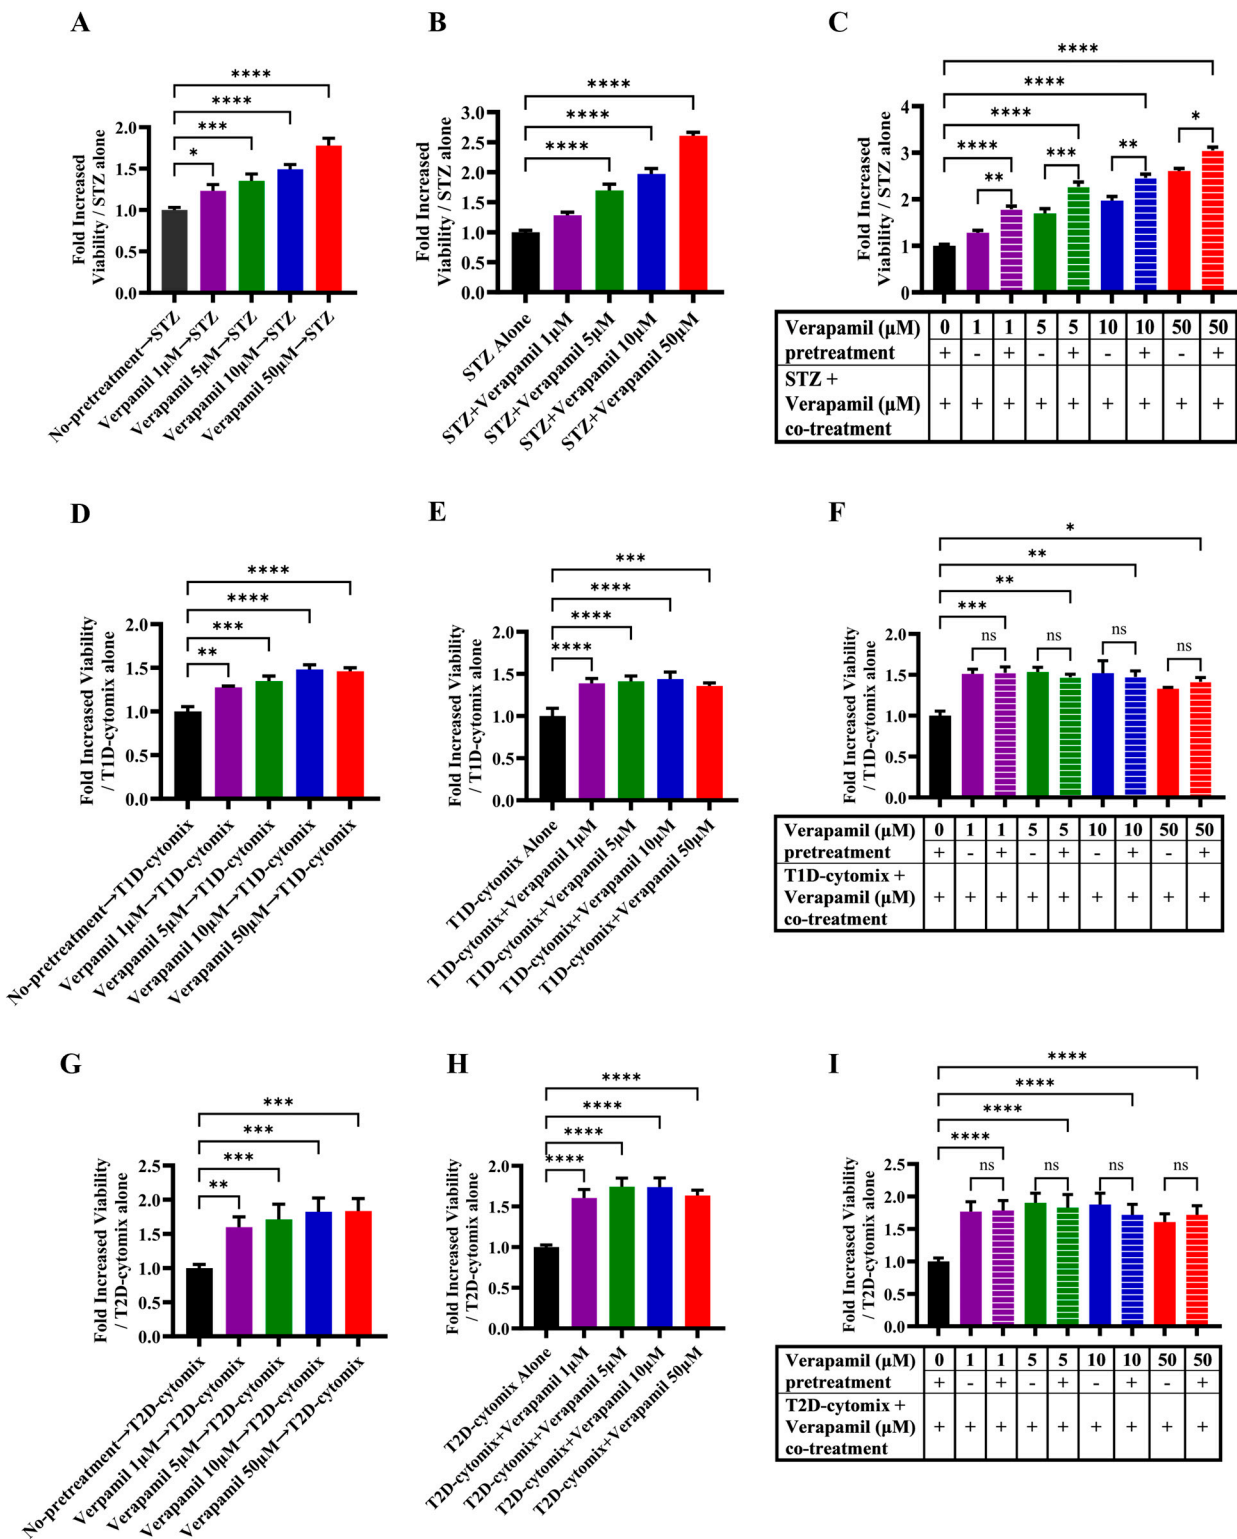 A
Fold Increased
Viability / STZ alone
2.0
1.5
1.0
0.5
0.0
*
***
****
****
No-pretreatment→STZ
Verpamil 1µM→STZ
Verapamil 5µM→STZ
Verapamil 10µM→STZ
Verapamil 50µM→STZ
B
Fold Increased
Viability / STZ alone
3.0
2.5
2.0
1.5
1.0
0.5
0.0
****
****
****
STZ Alone
STZ+Verapamil 1µM
STZ+Verapamil 5µM
STZ+Verapamil 10µM
STZ+Verapamil 50µM
C
Fold Increased
Viability / STZ alone
4
3
2
1
0
****
****
****
****
**
***
**
*
Verapamil (µM) 0 1 1 5 5 10 10 50 50
pretreatment + - + - + - + - +
STZ +
Verapamil (µM) + + + + + + + + +
co-treatment
D
Fold Increased Viability
/ T1D-cytomix alone
2.0
1.5
1.0
0.5
0.0
**
***
****
****
No-pretreatment→T1D-cytomix
Verpamil 1µM→T1D-cytomix
Verapamil 5µM→T1D-cytomix
Verapamil 10µM→T1D-cytomix
Verapamil 50µM→T1D-cytomix
E
Fold Increased Viability
/ T1D-cytomix alone
2.0
1.5
1.0
0.5
0.0
****
****
****
***
T1D-cytomix Alone
T1D-cytomix+Verapamil 1µM
T1D-cytomix+Verapamil 5µM
T1D-cytomix+Verapamil 10µM
T1D-cytomix+Verapamil 50µM
F
Fold Increased Viability
/ T1D-cytomix alone
2.0
1.5
1.0
0.5
0.0
*
**
**
***
ns
ns
ns
ns
Verapamil (µM) 0 1 1 5 5 10 10 50 50
pretreatment + - + - + - + - +
T1D-cytomix +
Verapamil (µM) + + + + + + + + +
co-treatment
G
Fold Increased Viability
/ T2D-cytomix alone
2.5
2.0
1.5
1.0
0.5
0.0
**
***
***
***
No-pretreatment→T2D-cytomix
Verpamil 1µM→T2D-cytomix
Verapamil 5µM→T2D-cytomix
Verapamil 10µM→T2D-cytomix
Verapamil 50µM→T2D-cytomix
H
Fold Increased Viability
/ T2D-cytomix alone
2.5
2.0
1.5
1.0
0.5
0.0
****
****
****
****
T2D-cytomix Alone
T2D-cytomix+Verapamil 1µM
T2D-cytomix+Verapamil 5µM
T2D-cytomix+Verapamil 10µM
T2D-cytomix+Verapamil 50µM
I
Fold Increased Viability
/ T2D-cytomix alone
2.5
2.0
1.5
1.0
0.5
0.0
****
****
****
****
ns
ns
ns
ns
Verapamil (µM) 0 1 1 5 5 10 10 50 50
pretreatment + - + - + - + - +
T2D-cytomix +
Verapamil (µM) + + + + + + + + +
co-treatment